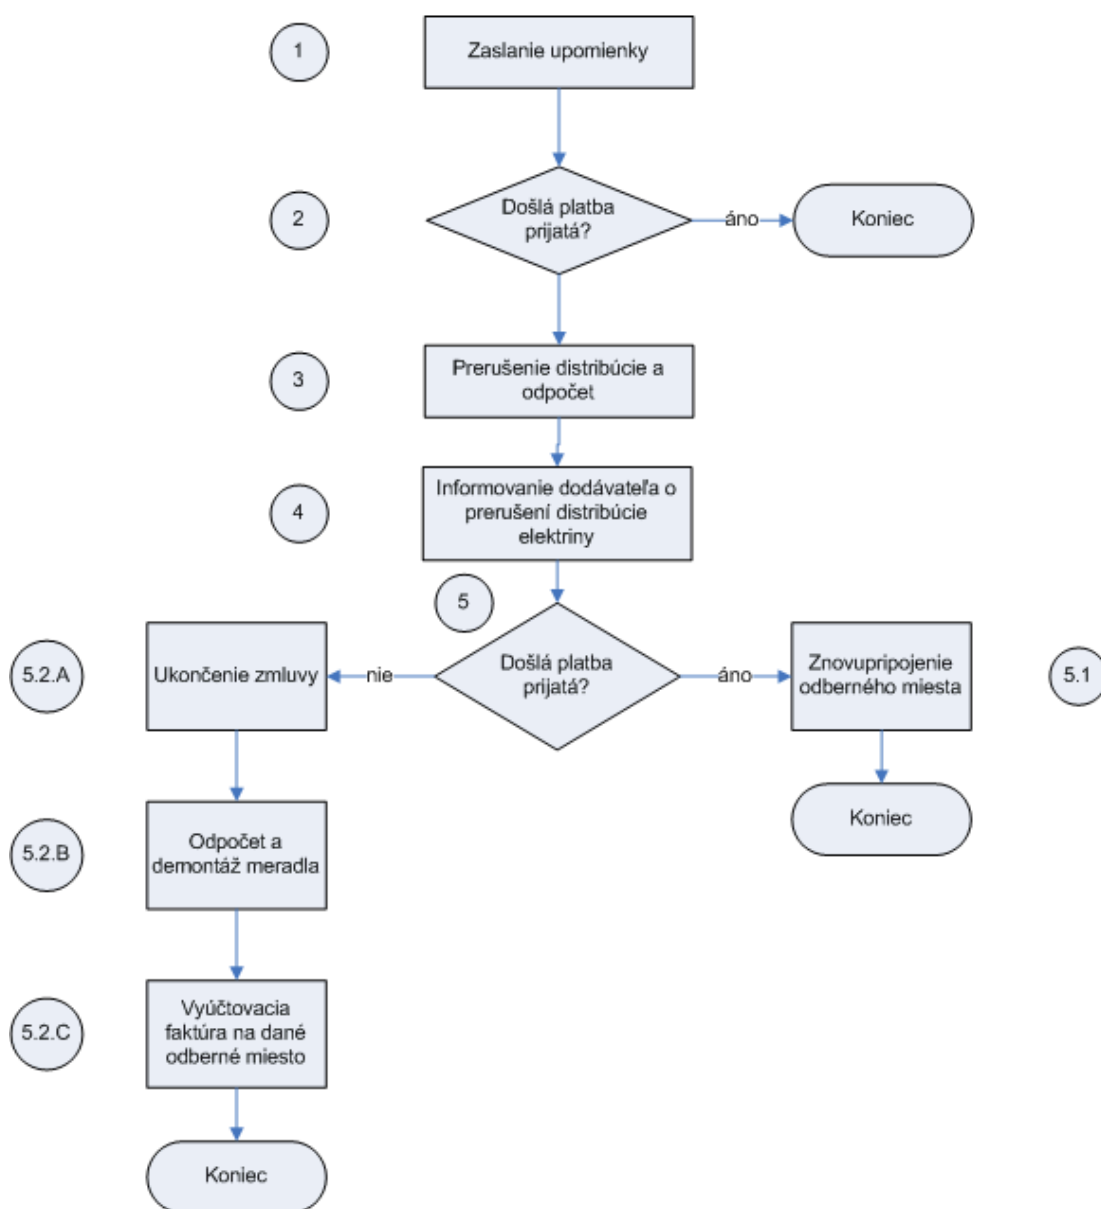 1
Zaslanie upomienky
2
Došlá platba
prijatá?
áno
Koniec
3
Prerušenie distribúcie a
odpočet
4
Informovanie dodávateľa o
prerušení distribúcie
elektriny
5
5.2.A
Ukončenie zmluvy
nie
Došlá platba
prijatá?
áno
Znovupripojenie
odberného miesta
5.1
Koniec
5.2.B
Odpočet a
demontáž meradla
5.2.C
Vyúčtovacia
faktúra na dané
odberné miesto
Koniec